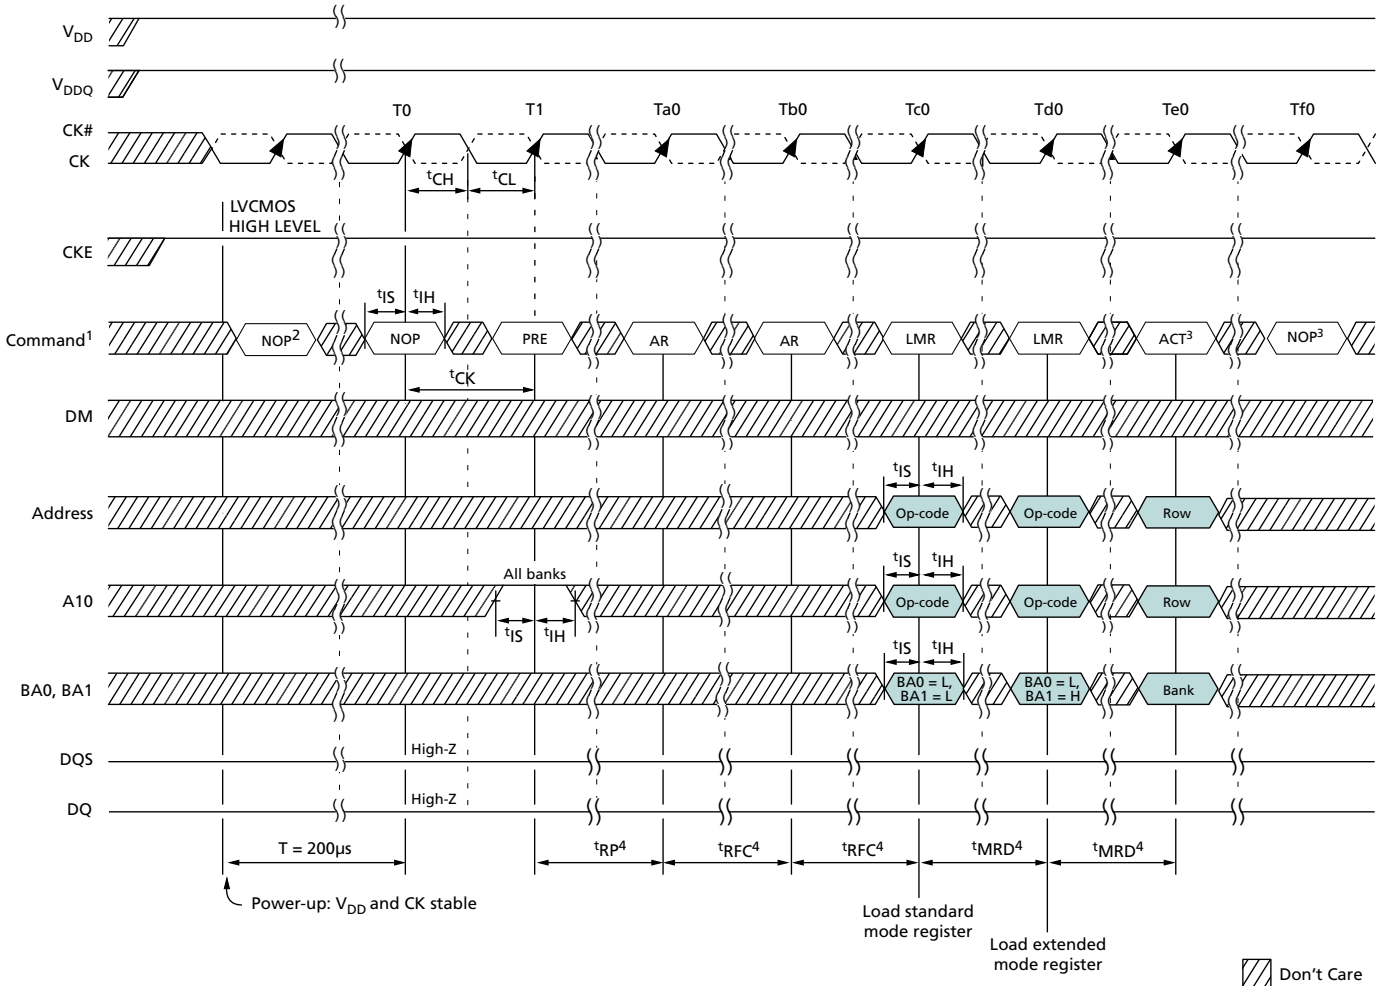 VDD
VDDQ
T0 T1 Ta0 Tb0 Tc0 Td0 Te0 Tf0
CK#
CK
tCH tCL
LVCMOS
HIGH LEVEL
CKE
tIS tIH
Command1 NOP2 NOP PRE AR AR LMR LMR ACT3 NOP3
tCK
DM
tIS tIH
Address Op-code Op-code Row
All banks tIS tIH
A10 Op-code Op-code Row
tIS tIH
tIS tIH
BA0, BA1 BA0 = L, BA1 = L BA0 = L, BA1 = H Bank
DQS High-Z
DQ High-Z
T = 200µs tRP4 tRFC4 tRFC4 tMRD4 tMRD4
Power-up: VDD and CK stable
Load standard
mode register
Load extended
mode register
Don't Care